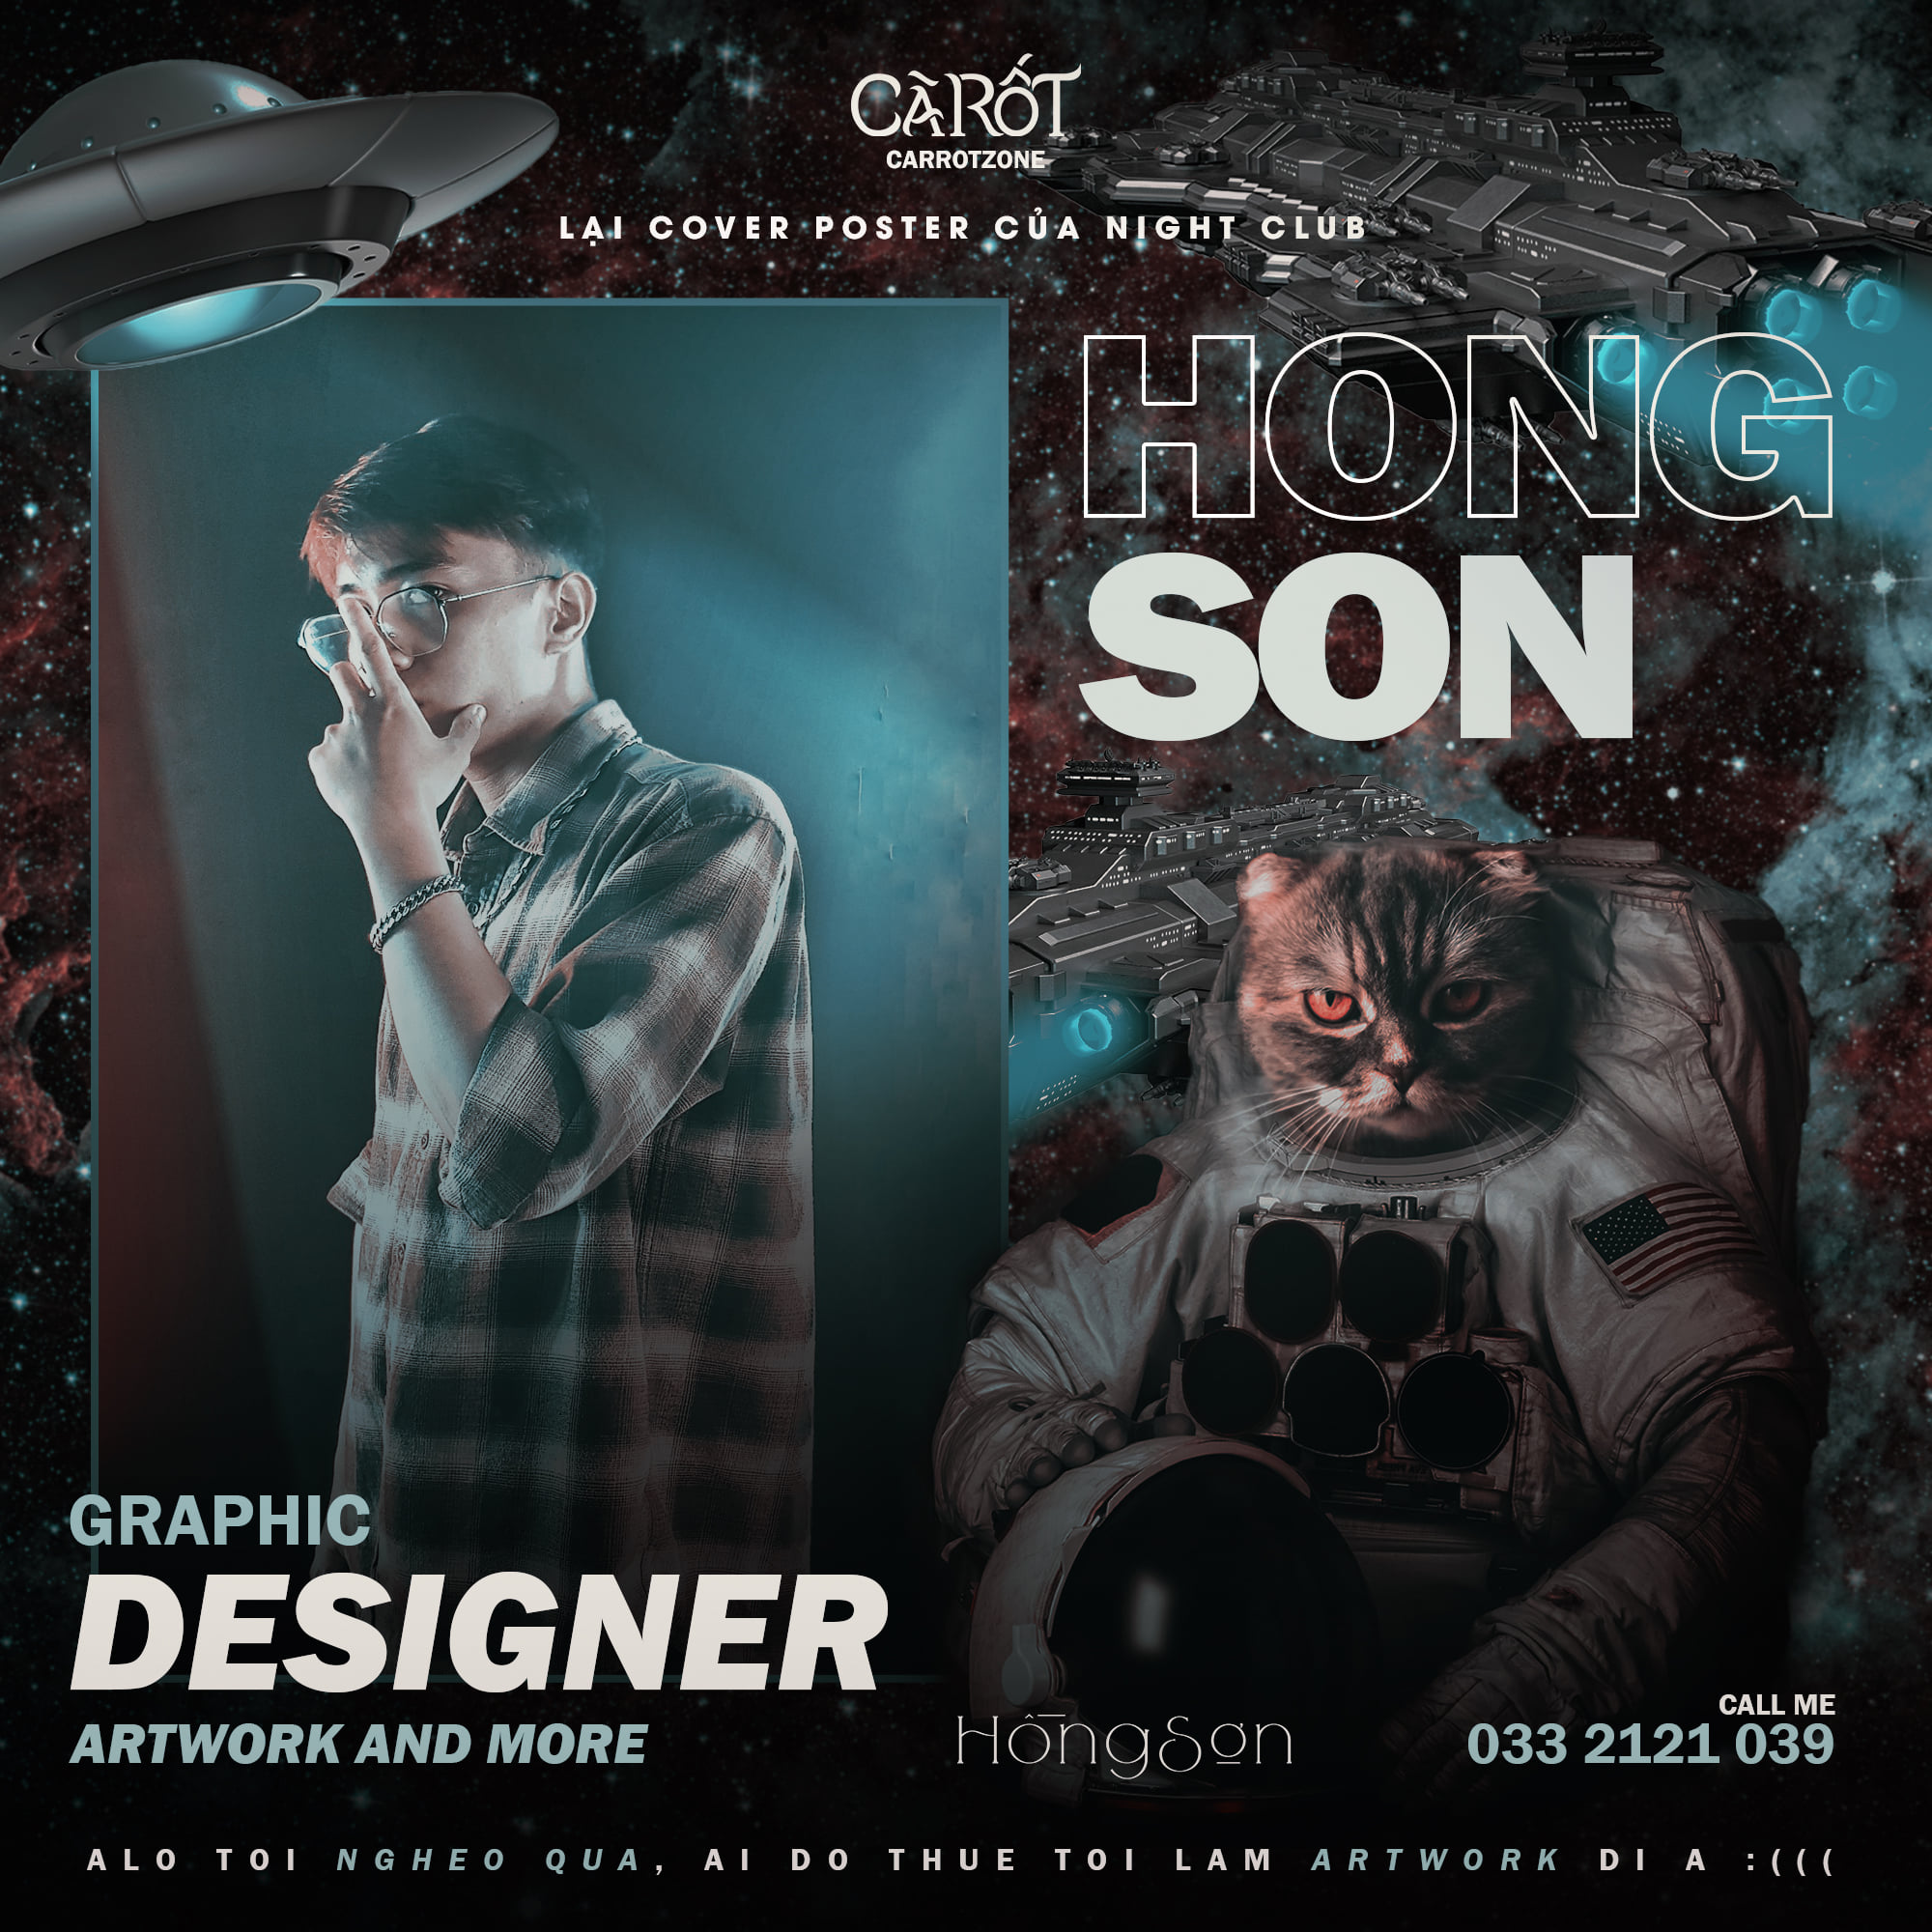 CÀRỐT
CARROTZONE
LẠI COVER POSTER CỦA NIGHT CLUB
HONG
SON
GRAPHIC
DESIGNER
ARTWORK AND MORE
HồngSơn
CALL ME
033 2121 039
ALO TOI NGHEO QUA, AI DO THUE TOI LAM ARTWORK DI A :(((